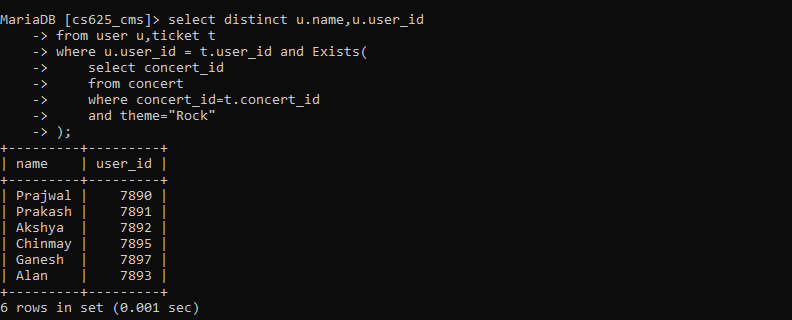 MariaDB [cs625_cms]> select distinct u.name,u.user_id
    -> from user u,ticket t
    -> where u.user_id = t.user_id and Exists(
    ->     select concert_id
    ->     from concert
    ->     where concert_id=t.concert_id
    ->     and theme="Rock"
    -> );
+---------+---------+
| name    | user_id |
+---------+---------+
| Prajwal |    7890 |
| Prakash |    7891 |
| Akshya  |    7892 |
| Chinmay |    7895 |
| Ganesh  |    7897 |
| Alan    |    7893 |
+---------+---------+
6 rows in set (0.001 sec)